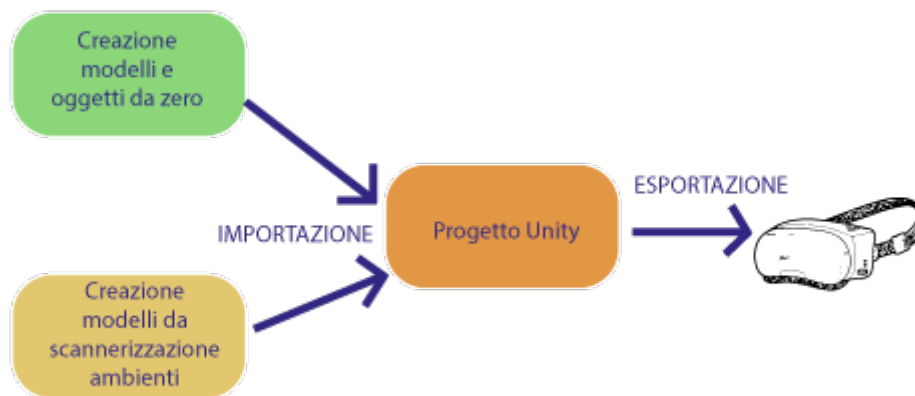 Creazione
modelli e
oggetti da zero
IMPORTAZIONE
Creazione
modelli da
scannerizzazione
ambienti
Progetto Unity
ESPORTAZIONE